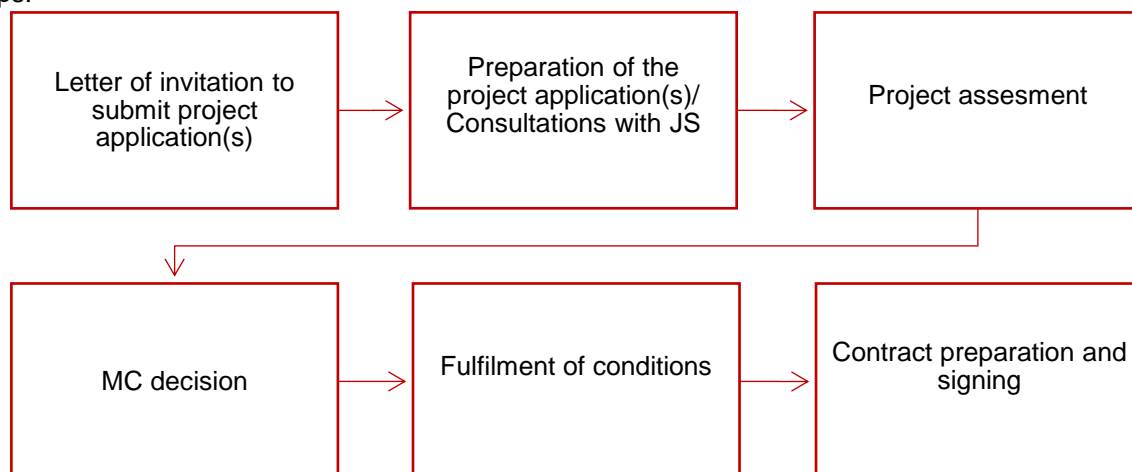 Letter of invitation to
submit project
application(s)
Preparation of the
project application(s)/
Consultations with JS
Project assesment
MC decision
Fulfilment of conditions
Contract preparation and
signing